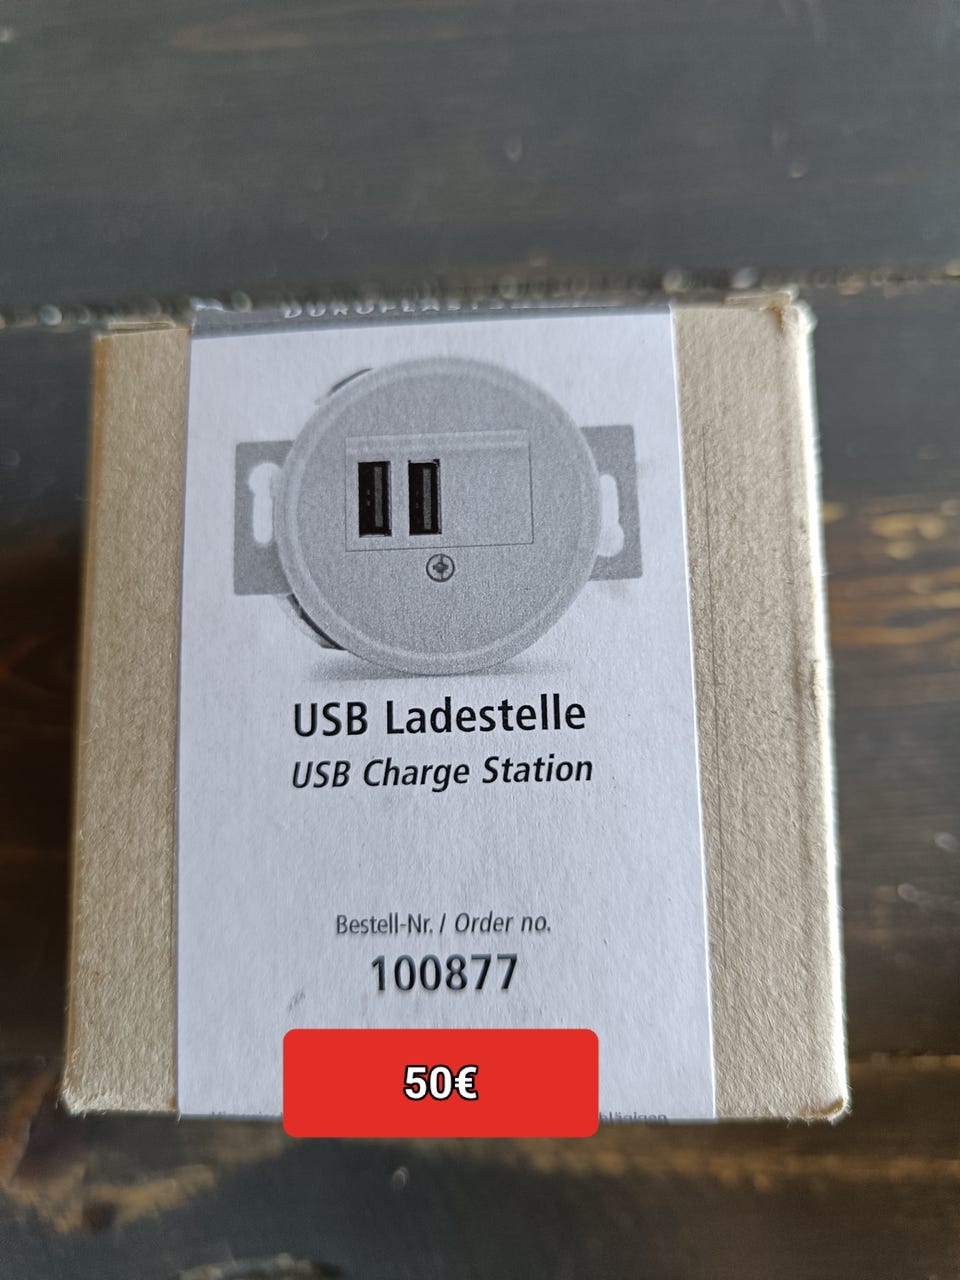 USB Ladestelle
USB Charge Station
Bestell-Nr. / Order no.
100877
50€